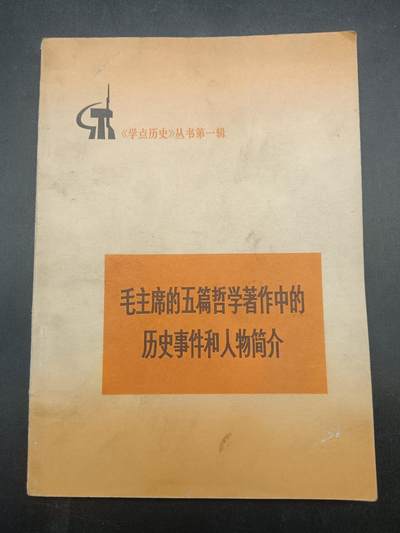 《学点历史》丛书第一辑
毛主席的五篇哲学著作中的
历史事件和人物简介